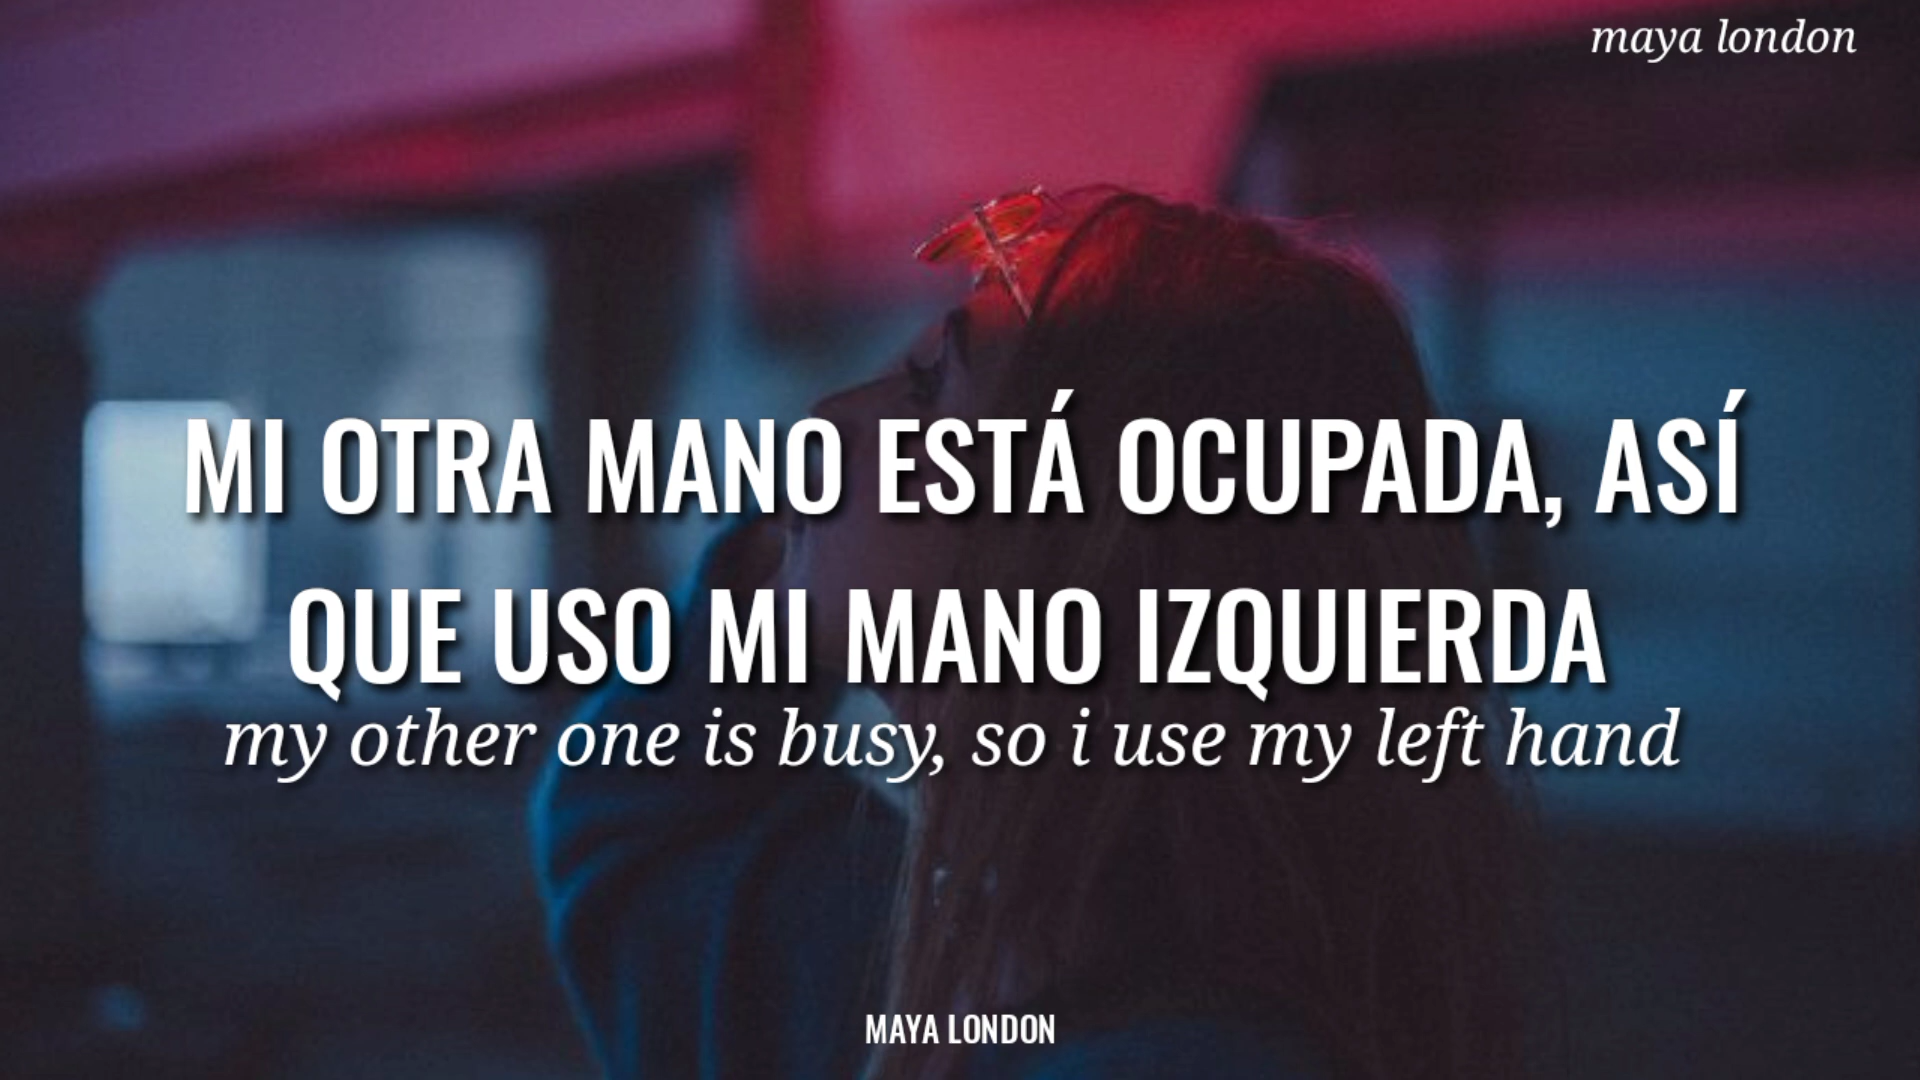 maya london
MI OTRA MANO ESTÁ OCUPADA, ASÍ
QUE USO MI MANO IZQUIERDA
my other one is busy, so i use my left hand
MAYA LONDON